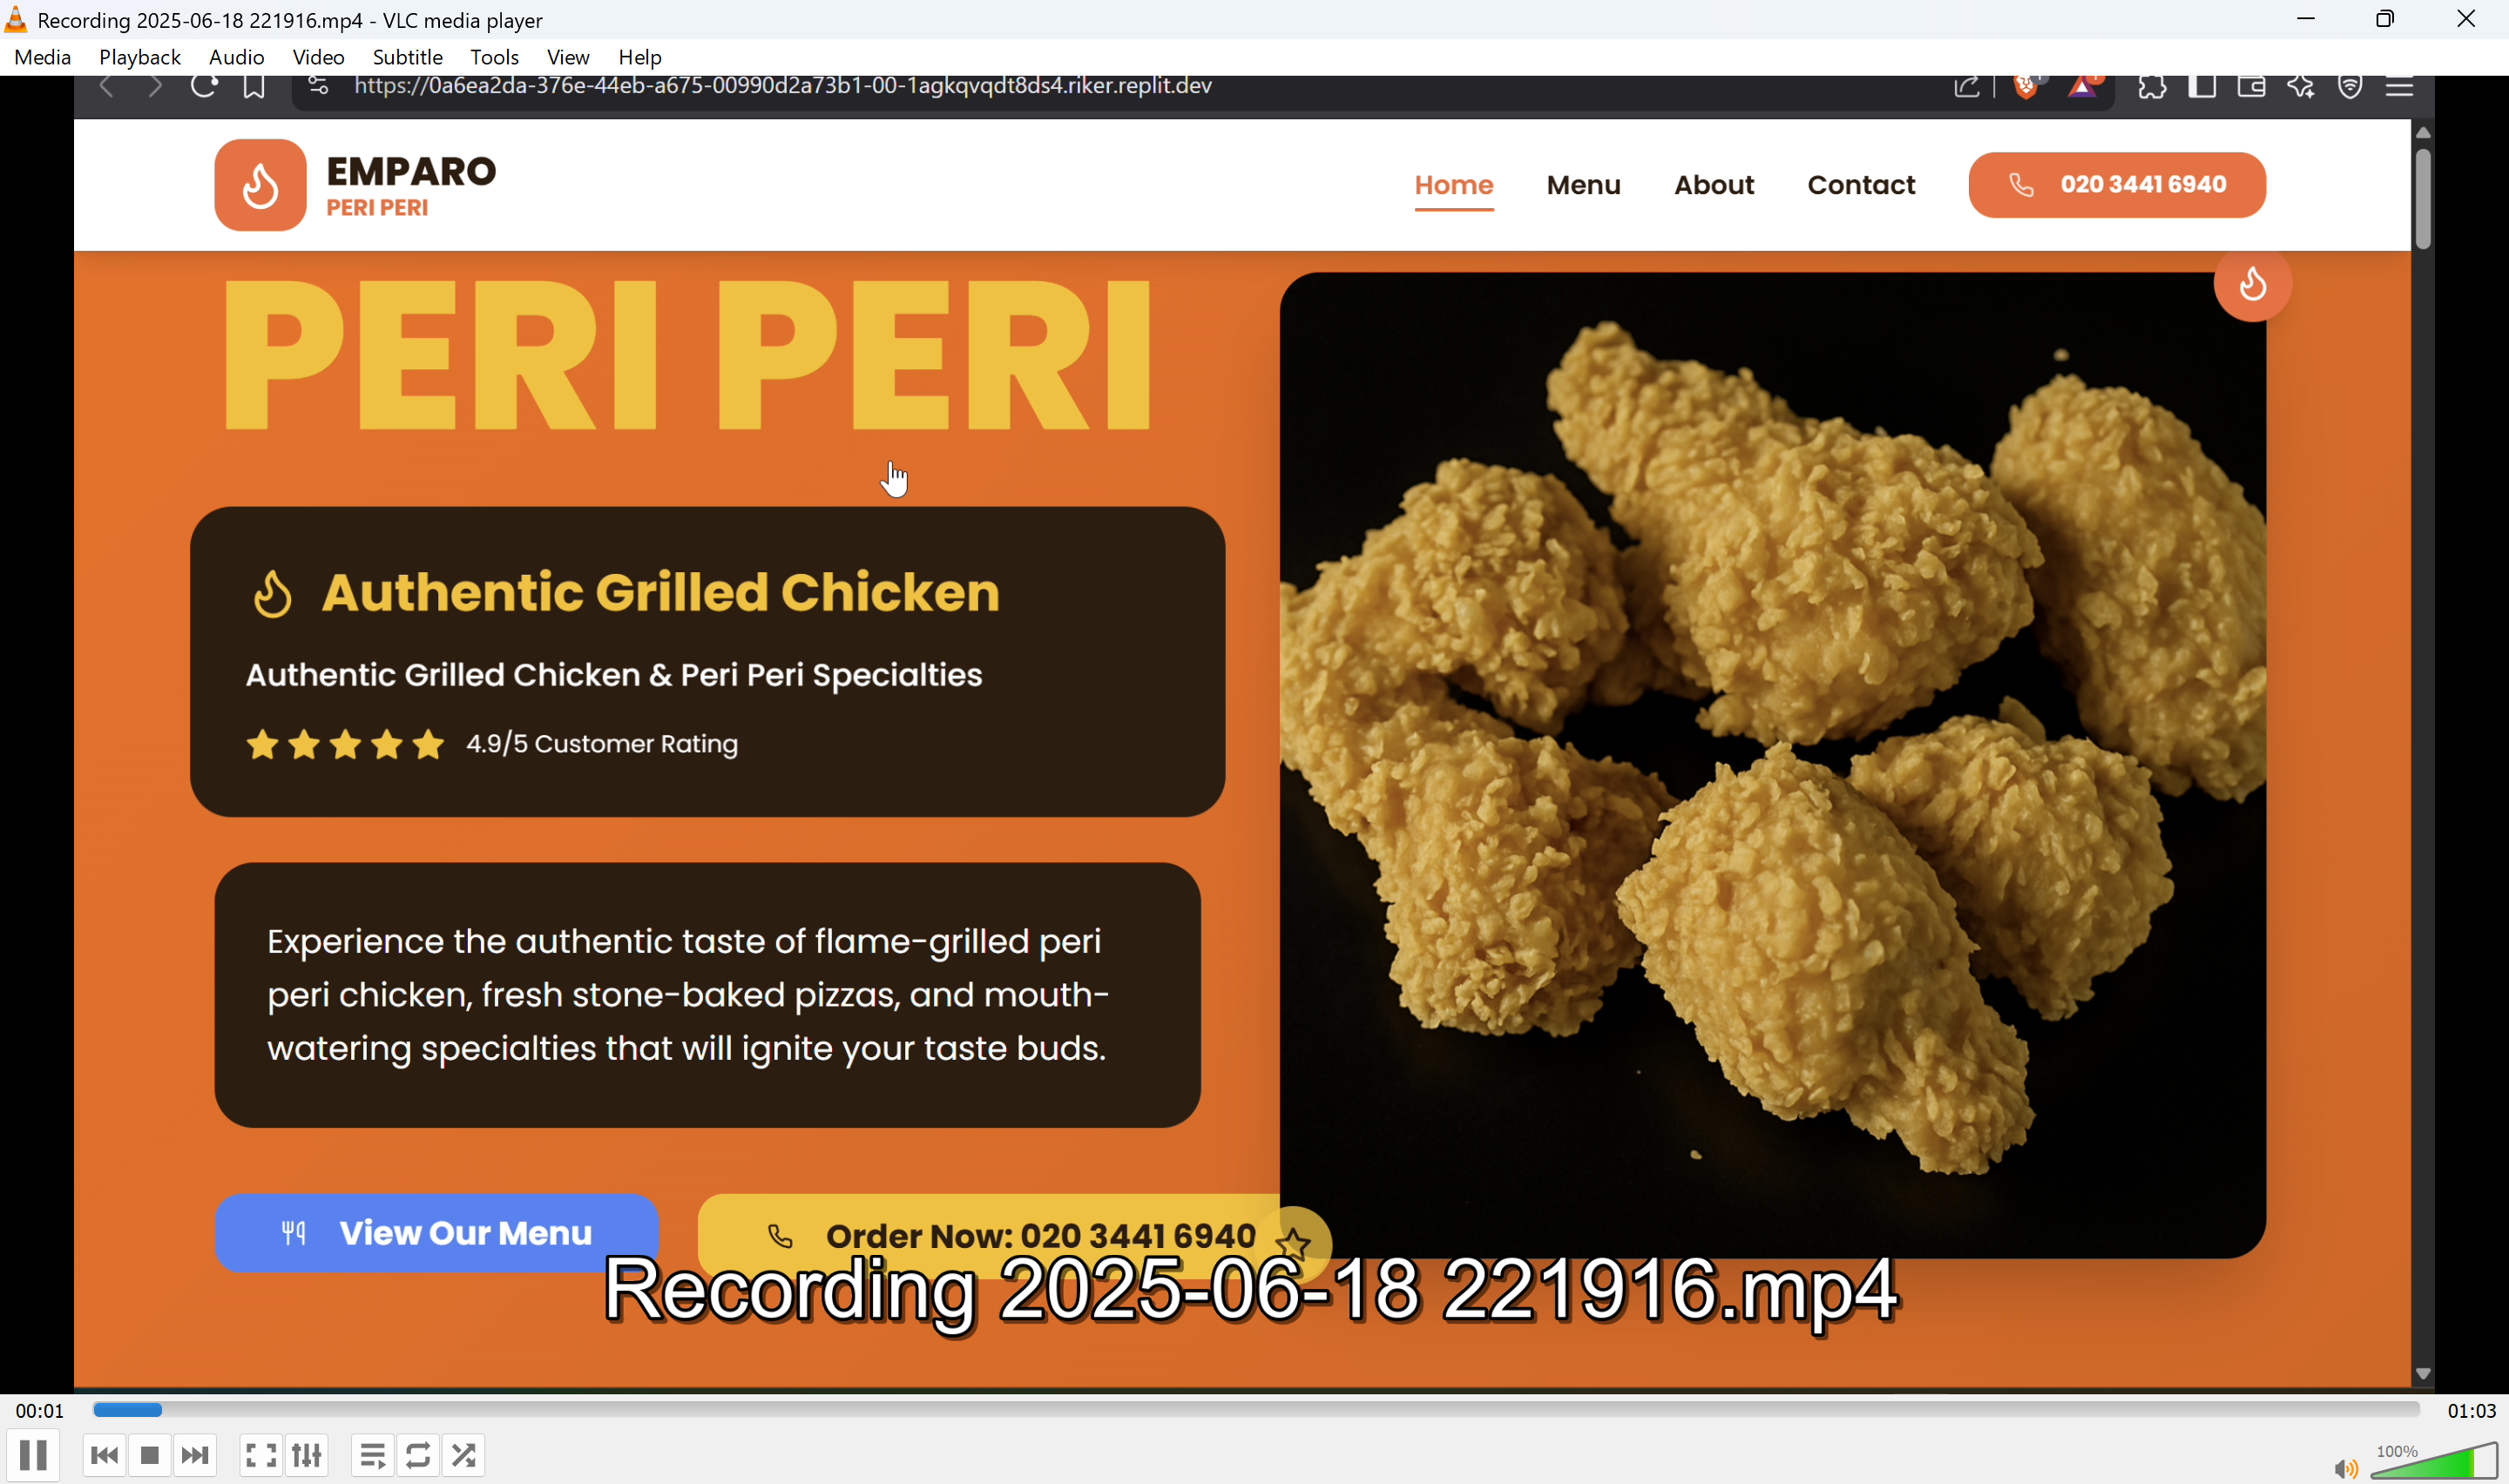 Recording 2025-06-18 221916.mp4 - VLC media player
Media Playback Audio Video Subtitle Tools View Help
https://0a6ea2da-376e-44eb-a675-00990d2a73b1-00-1agkqvqdt8ds4.riker.replit.dev
EMPARO
PERI PERI
Home Menu About Contact 020 3441 6940
PERI PERI
Authentic Grilled Chicken
Authentic Grilled Chicken & Peri Peri Specialties
4.9/5 Customer Rating
Experience the authentic taste of flame-grilled peri
peri chicken, fresh stone-baked pizzas, and mouth-
watering specialties that will ignite your taste buds.
View Our Menu
Order Now: 020 3441 6940
Recording 2025-06-18 221916.mp4
00:01
01:03
100%